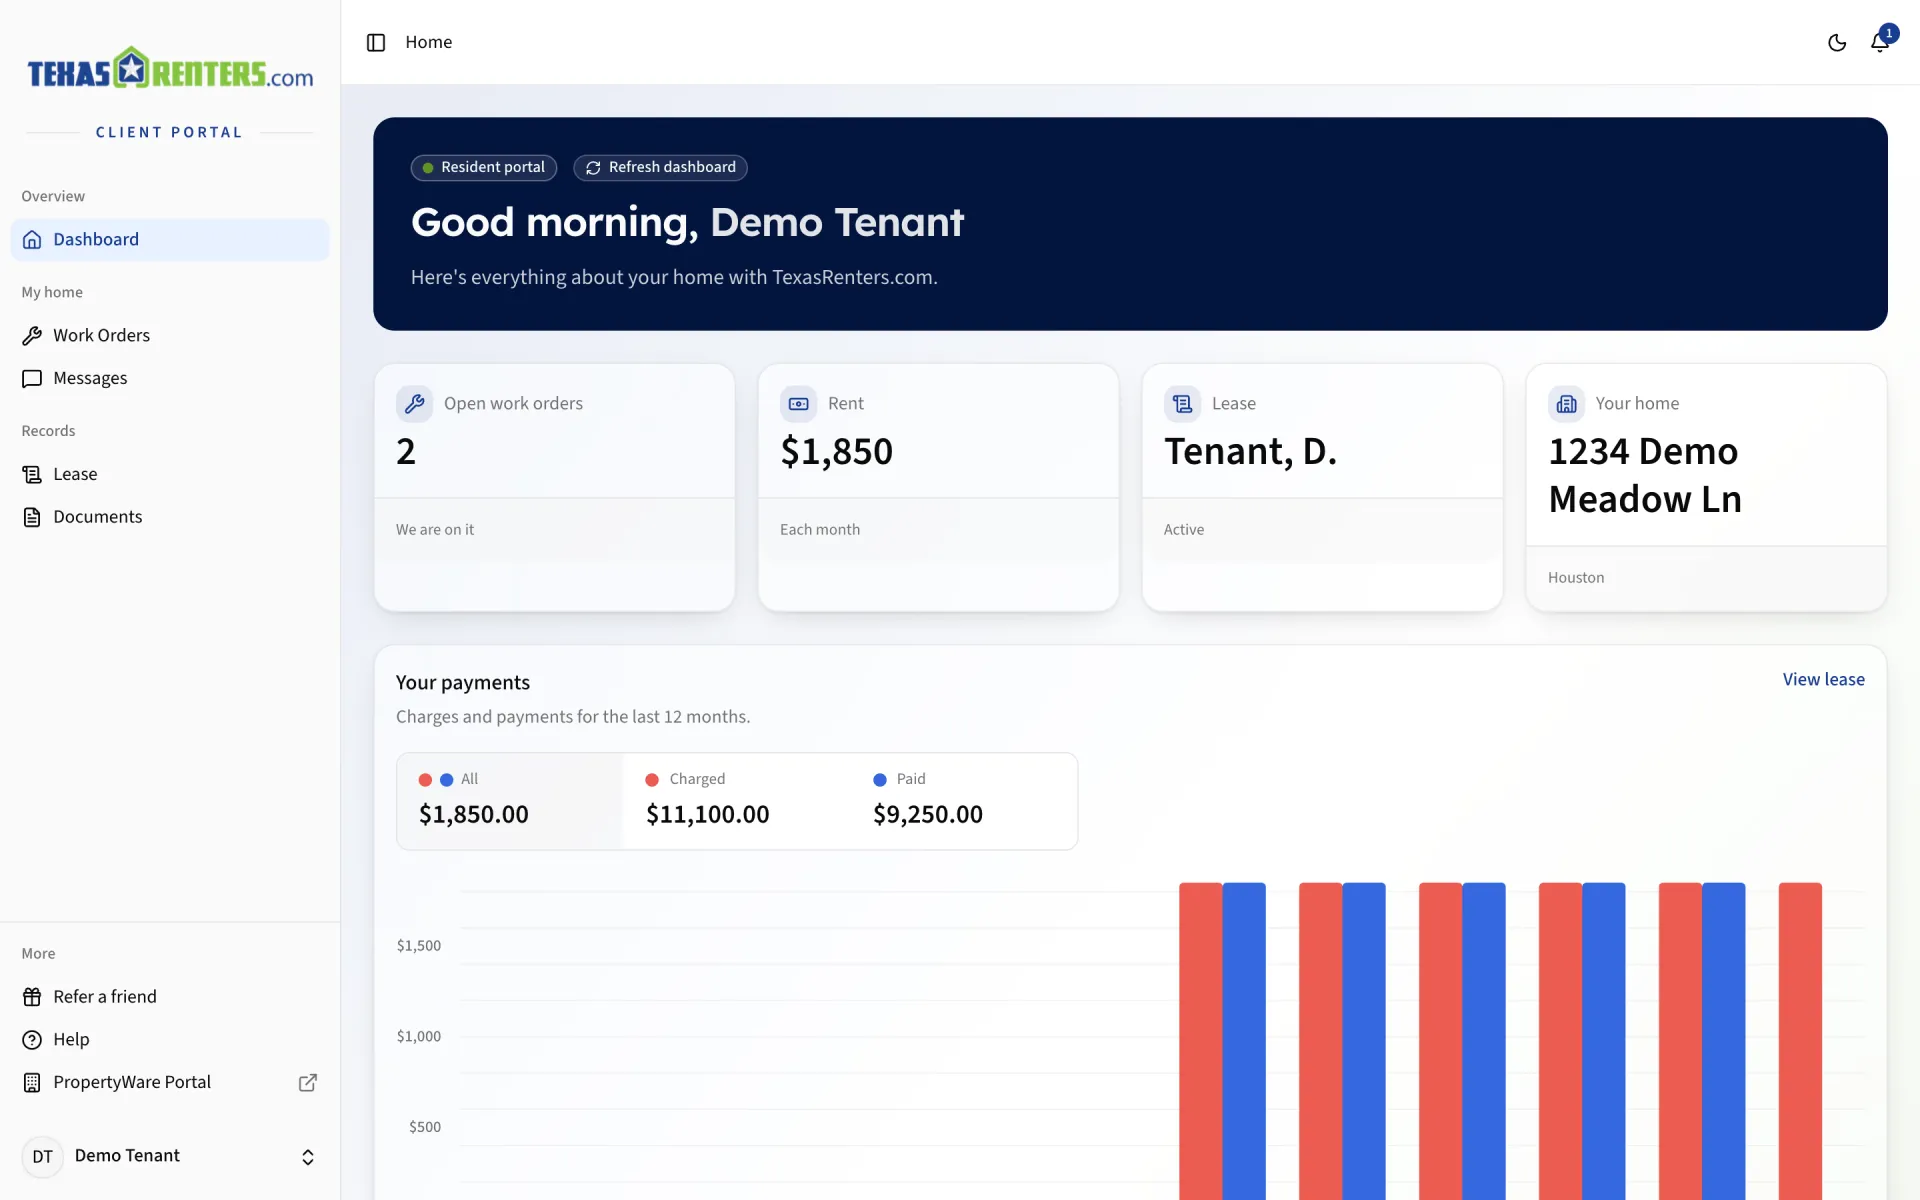 TEXAS RENTERS.com
CLIENT PORTAL
Overview
Dashboard
My home
Work Orders
Messages
Records
Lease
Documents
More
Refer a friend
Help
PropertyWare Portal
DT
Demo Tenant
Home
1
Resident portal
Refresh dashboard
Good morning, Demo Tenant
Here's everything about your home with TexasRenters.com.
Open work orders
2
We are on it
Rent
$1,850
Each month
Lease
Tenant, D.
Active
Your home
1234 Demo
Meadow Ln
Houston
Your payments
View lease
Charges and payments for the last 12 months.
All
$1,850.00
Charged
$11,100.00
Paid
$9,250.00
$1,500
$1,000
$500